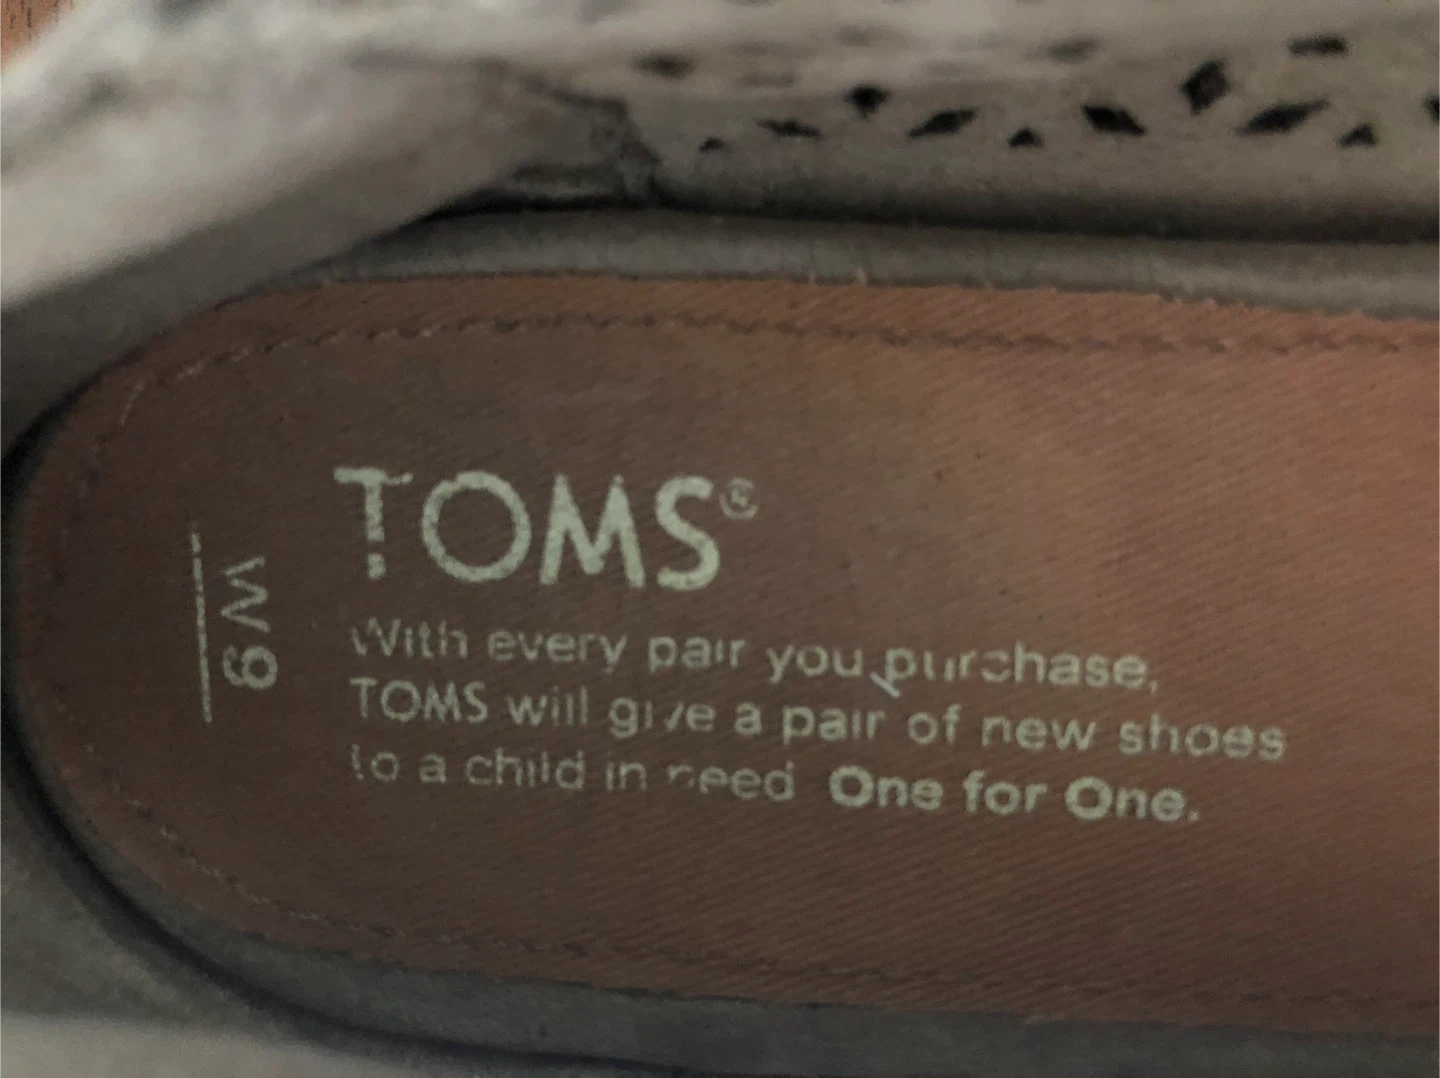 TOMS®
W9
With every pair you purchase,
TOMS will give a pair of new shoes
to a child in need One for One.